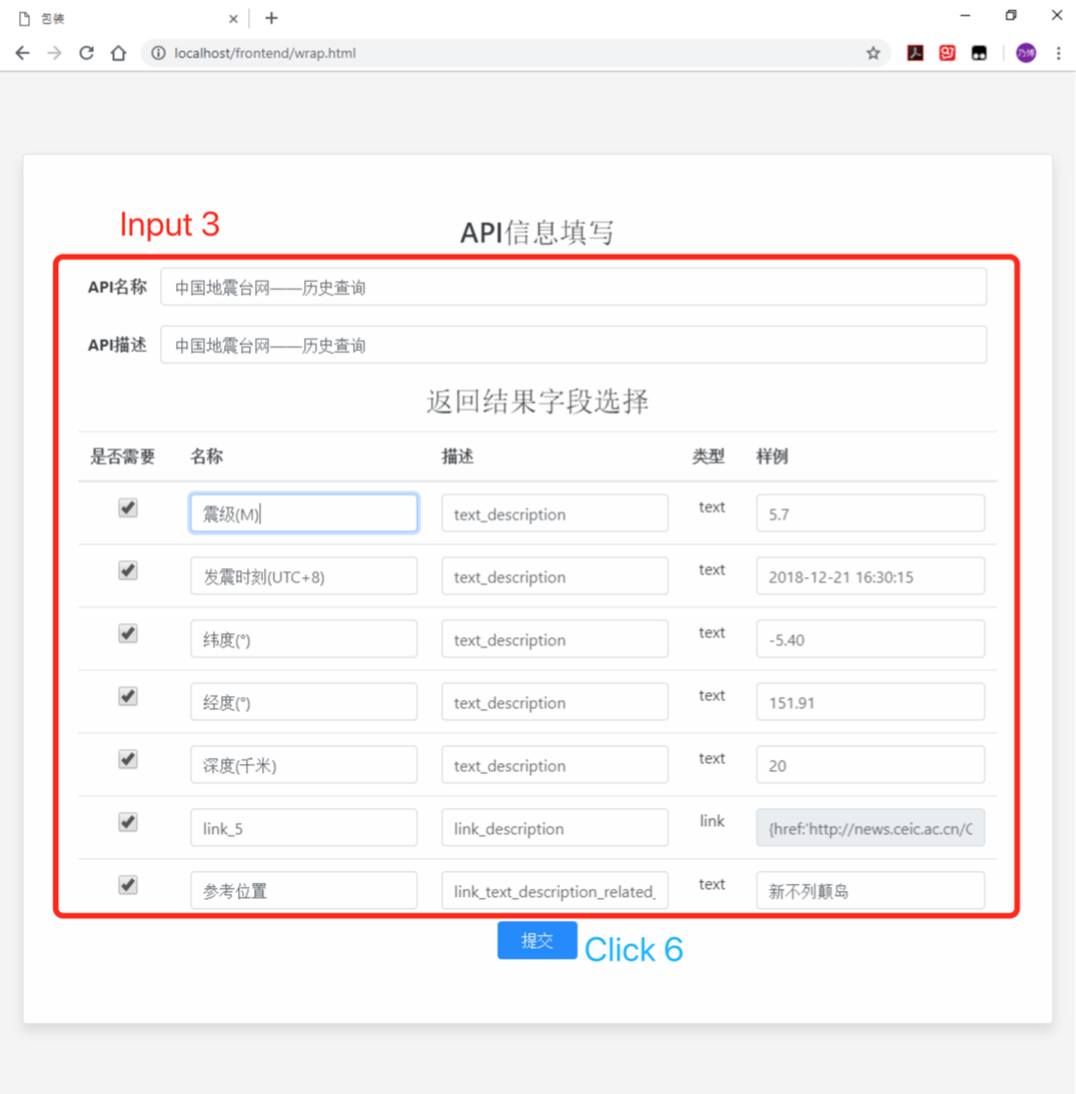 包装
localhost/frontend/wrap.html
Input 3
API信息填写
API名称 中国地震台网——历史查询
API描述 中国地震台网——历史查询
返回结果字段选择
是否需要 名称 描述 类型 样例
震级(M) text_description text 5.7
发震时刻(UTC+8) text_description text 2018-12-21 16:30:15
纬度(°) text_description text -5.40
经度(°) text_description text 151.91
深度(千米) text_description text 20
link_5 link_description link {href:'http://news.ceic.ac.cn/C
参考位置 link_text_description_related_ text 新不列颠岛
提交 Click 6